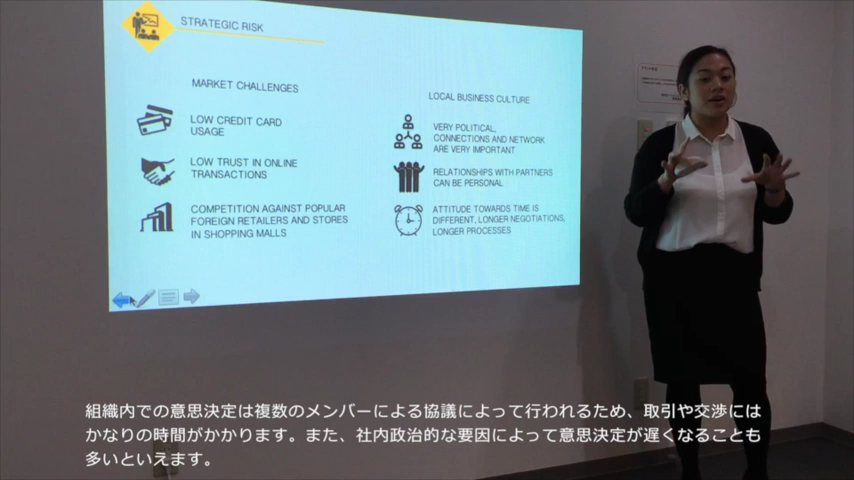 STRATEGIC RISK
MARKET CHALLENGES
LOW CREDIT CARD
USAGE
LOW TRUST IN ONLINE
TRANSACTIONS
COMPETITION AGAINST POPULAR
FOREIGN RETAILERS AND STORES
IN SHOPPING MALLS
LOCAL BUSINESS CULTURE
VERY POLITICAL,
CONNECTIONS AND NETWORK
ARE VERY IMPORTANT
RELATIONSHIPS WITH PARTNERS
CAN BE PERSONAL
ATTITUDE TOWARDS TIME IS
DIFFERENT, LONGER NEGOTIATIONS,
LONGER PROCESSES
組織内での意思決定は複数のメンバーによる協議によって行われるため、取引や交渉には
かなりの時間がかかります。また、社内政治的な要因によって意思決定が遅くなることも
多いといえます。